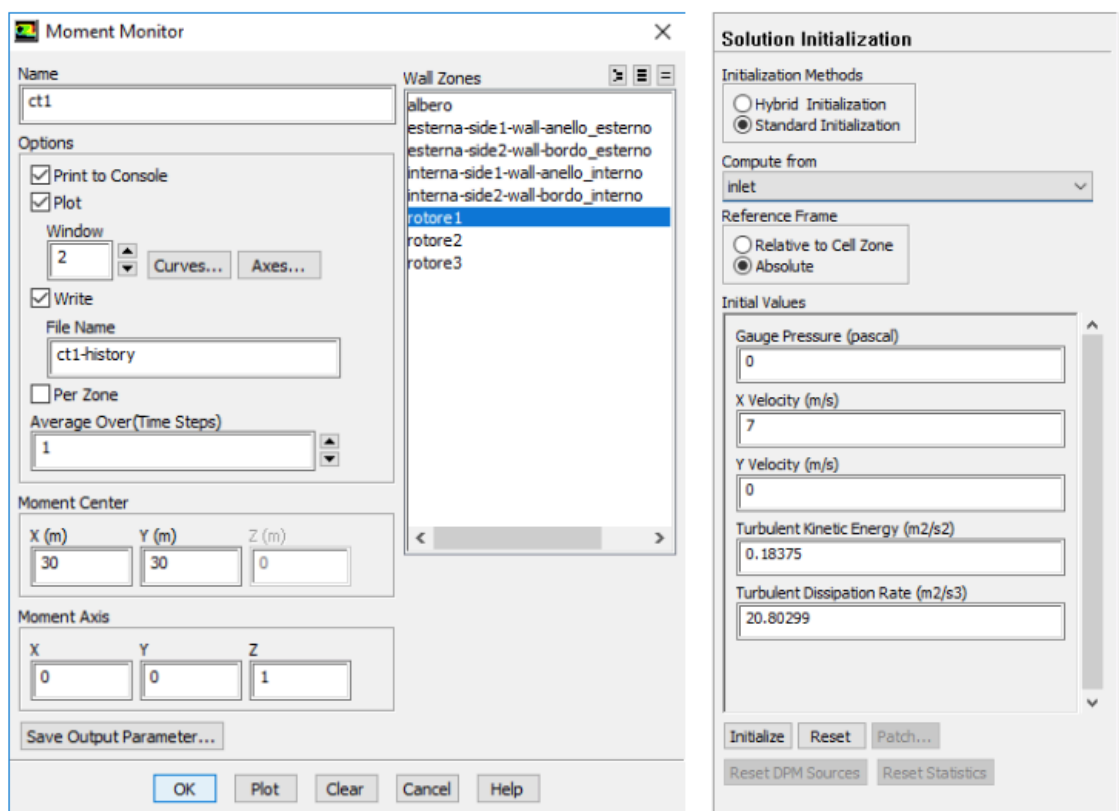 Moment Monitor
Name
ct1
Options
Print to Console
Plot
Window
2
Curves...
Axes...
Write
File Name
ct1-history
Per Zone
Average Over(Time Steps)
1
Wall Zones
albero
esterna-side1-wall-anello_esterno
esterna-side2-wall-bordo_esterno
interna-side1-wall-anello_interno
interna-side2-wall-bordo_interno
rotore1
rotore2
rotore3
Moment Center
X (m) Y (m) Z (m)
30 30 0
Moment Axis
X Y Z
0 0 1
Save Output Parameter...
OK Plot Clear Cancel Help
Solution Initialization
Initialization Methods
Hybrid Initialization
Standard Initialization
Compute from
inlet
Reference Frame
Relative to Cell Zone
Absolute
Initial Values
Gauge Pressure (pascal)
0
X Velocity (m/s)
7
Y Velocity (m/s)
0
Turbulent Kinetic Energy (m2/s2)
0.18375
Turbulent Dissipation Rate (m2/s3)
20.80299
Initialize Reset Patch...
Reset DPM Sources Reset Statistics